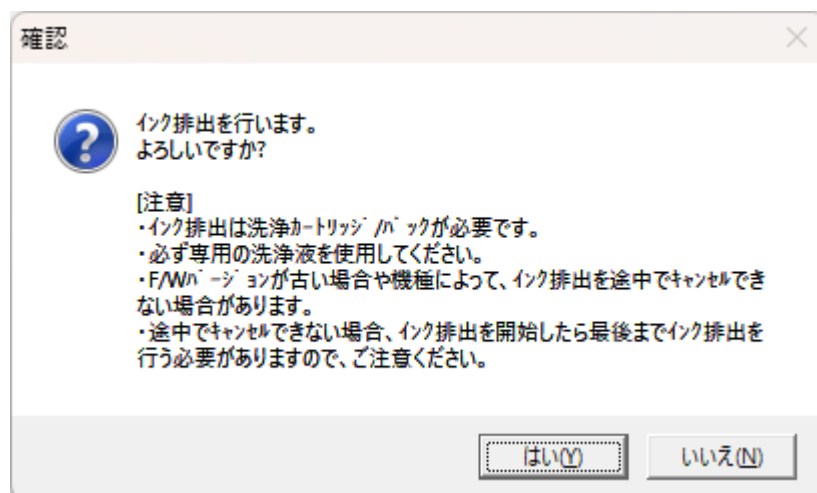 確認
インク排出を行います。
よろしいですか?
[注意]
・インク排出は洗浄ｶｰﾄﾘｯｼﾞ/ﾊﾟックが必要です。
・必ず専用の洗浄液を使用してください。
・F/Wﾊﾞｰｼﾞｮンが古い場合や機種によって、インク排出を途中でｷｬﾝｾﾙでき
ない場合があります。
・途中でｷｬﾝｾﾙできない場合、インク排出を開始したら最後までインク排出を
行う必要がありますので、ご注意ください。
はい(Y)
いいえ(N)